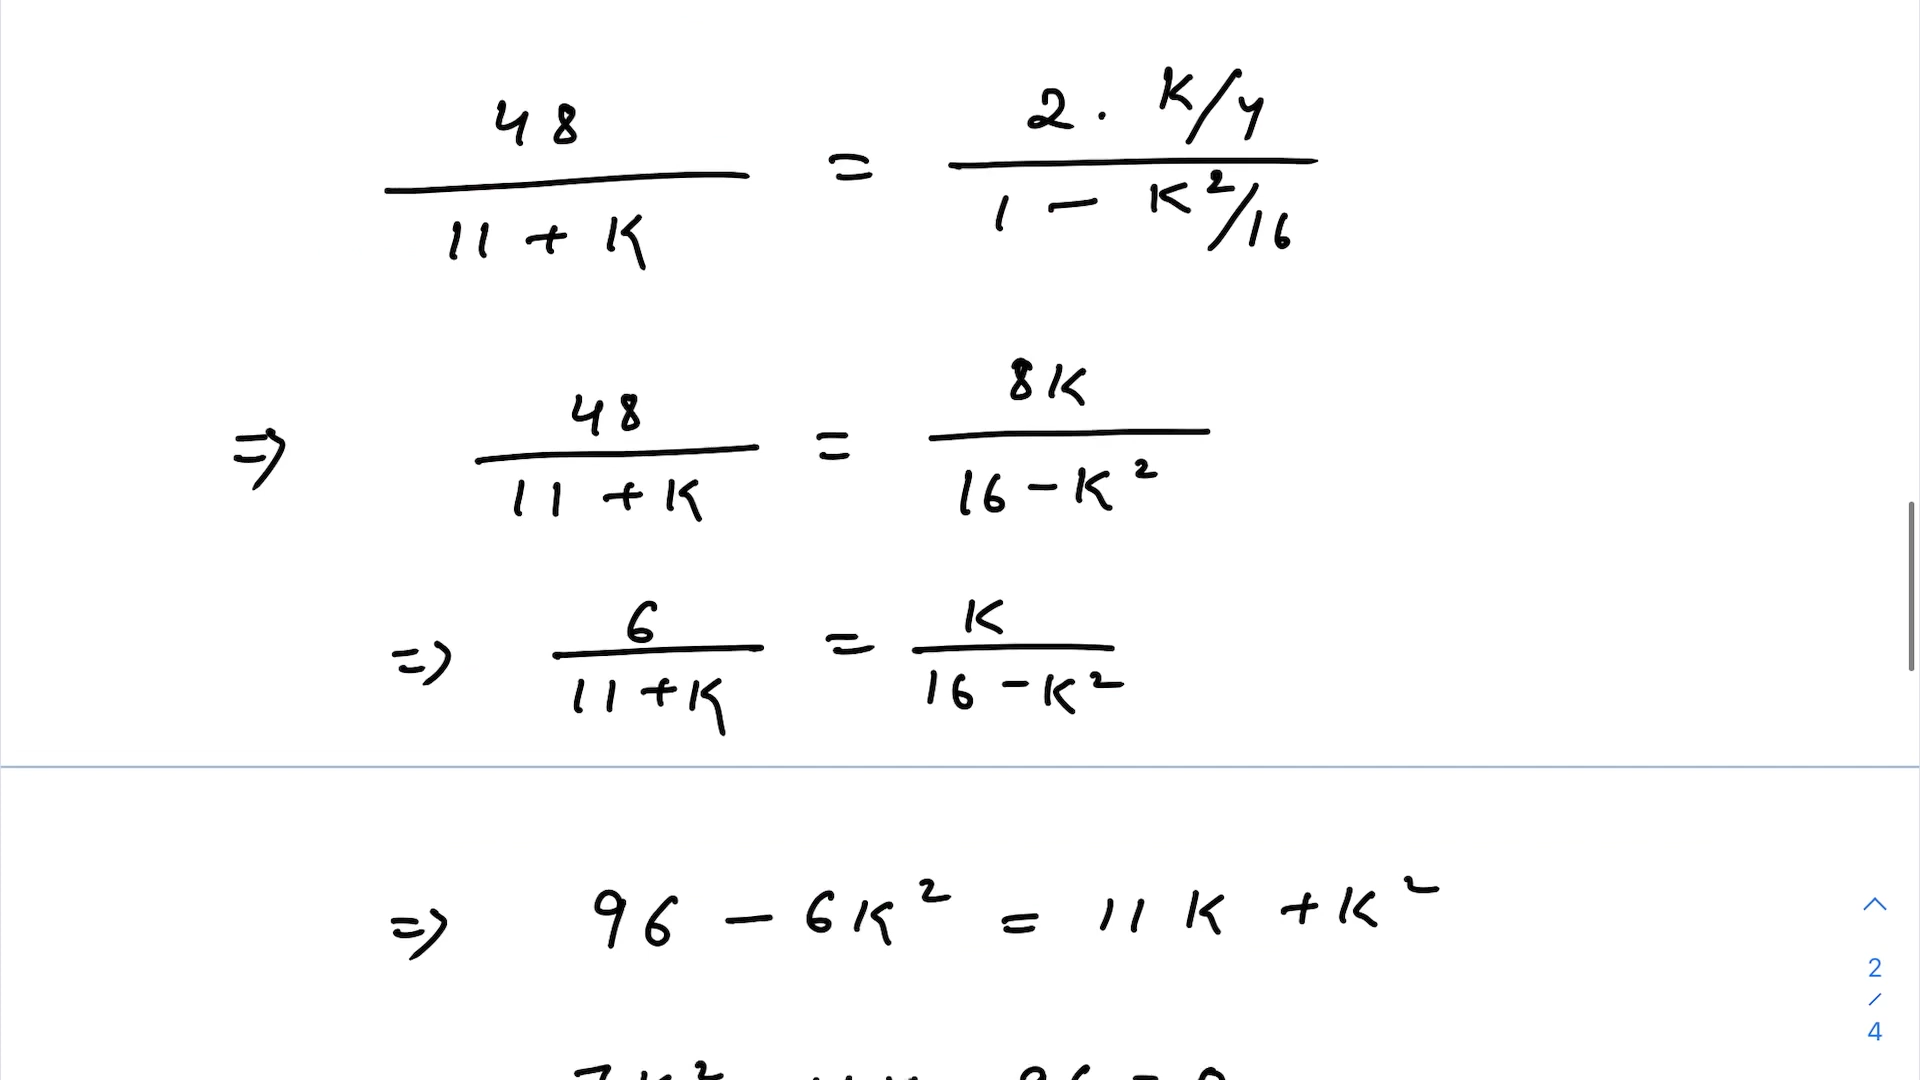 48 / (11 + K) = (2 . K/4) / (1 - K²/16)
⇒ 48 / (11 + K) = 8K / (16 - K²)
⇒ 6 / (11 + K) = K / (16 - K²)
⇒ 96 - 6K² = 11K + K²
2 / 4